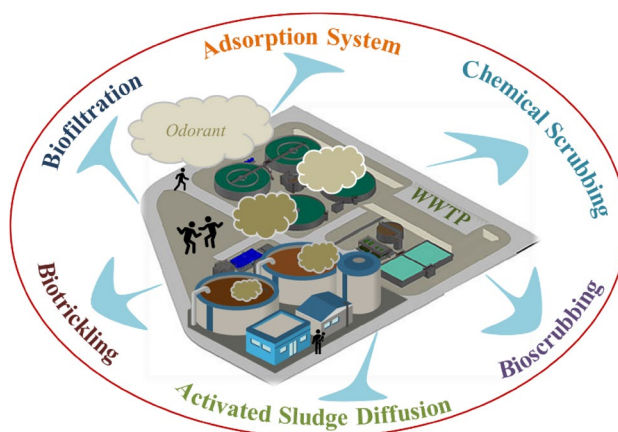 Adsorption System
Chemical Scrubbing
Biofiltration
Odorant
WWTP
Biotrickling
Bioscrubbing
Activated Sludge Diffusion